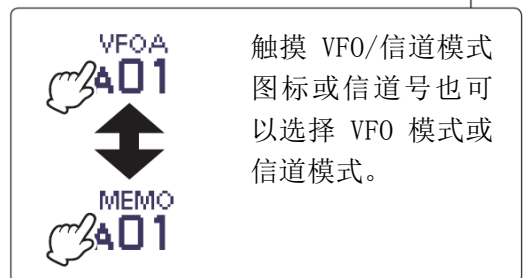 VFOA
A01
MEMO
A01
触摸 VFO/信道模式
图标或信道号也可
以选择 VFO 模式或
信道模式。